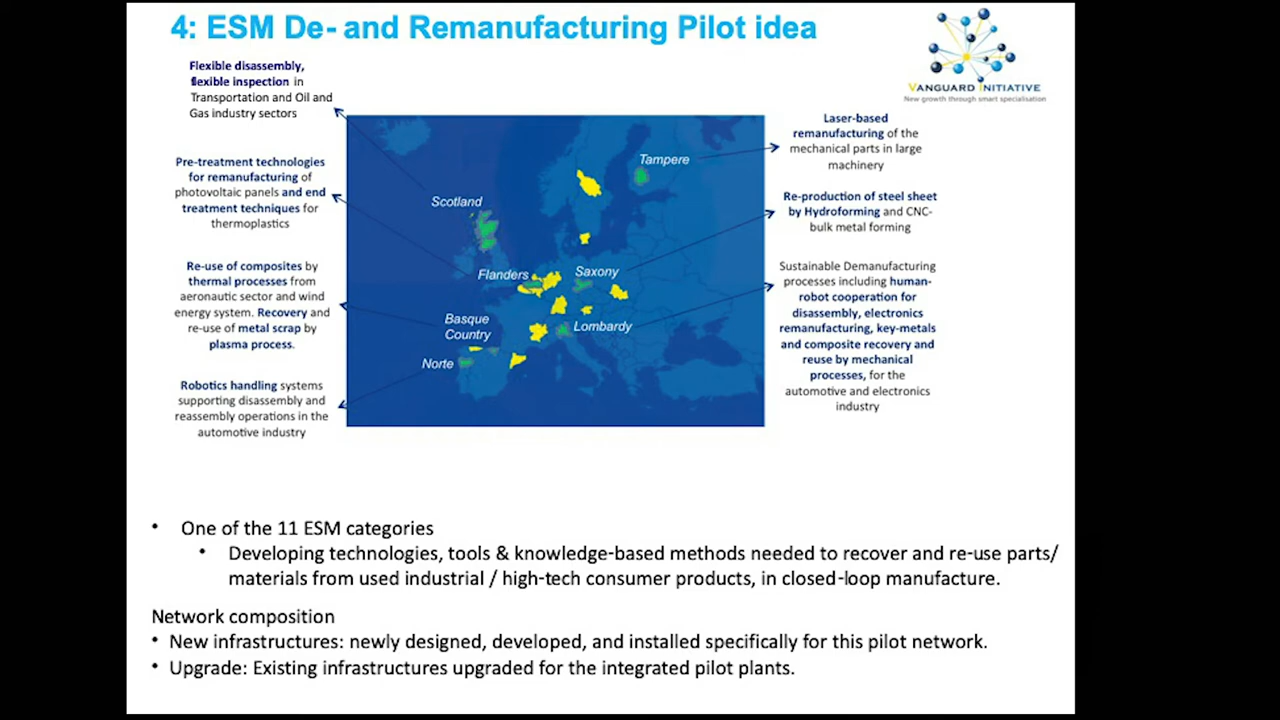 4: ESM De- and Remanufacturing Pilot idea
VANGUARD INITIATIVE
New growth through smart specialisation
Flexible disassembly,
flexible inspection in
Transportation and Oil and
Gas industry sectors
Pre-treatment technologies
for remanufacturing of
photovoltaic panels and end
treatment techniques for
thermoplastics
Re-use of composites by
thermal processes from
aeronautic sector and wind
energy system. Recovery and
re-use of metal scrap by
plasma process.
Robotics handling systems
supporting disassembly and
reassembly operations in the
automotive industry
Tampere
Scotland
Flanders
Saxony
Basque
Country
Lombardy
Norte
Laser-based
remanufacturing of the
mechanical parts in large
machinery
Re-production of steel sheet
by Hydroforming and CNC-
bulk metal forming
Sustainable Demanufacturing
processes including human-
robot cooperation for
disassembly, electronics
remanufacturing, key-metals
and composite recovery and
reuse by mechanical
processes, for the
automotive and electronics
industry
• One of the 11 ESM categories
• Developing technologies, tools & knowledge-based methods needed to recover and re-use parts/
materials from used industrial / high-tech consumer products, in closed-loop manufacture.
Network composition
• New infrastructures: newly designed, developed, and installed specifically for this pilot network.
• Upgrade: Existing infrastructures upgraded for the integrated pilot plants.